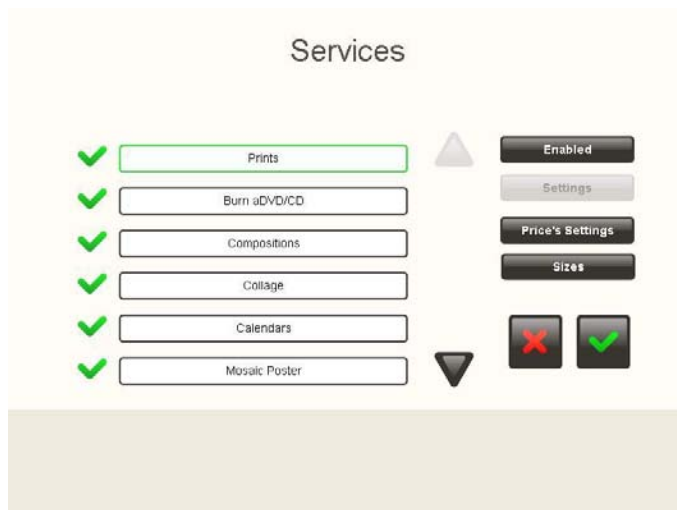 Services
Prints
Burn aDVD/CD
Compositions
Collage
Calendars
Mosaic Poster
Enabled
Settings
Price's Settings
Sizes